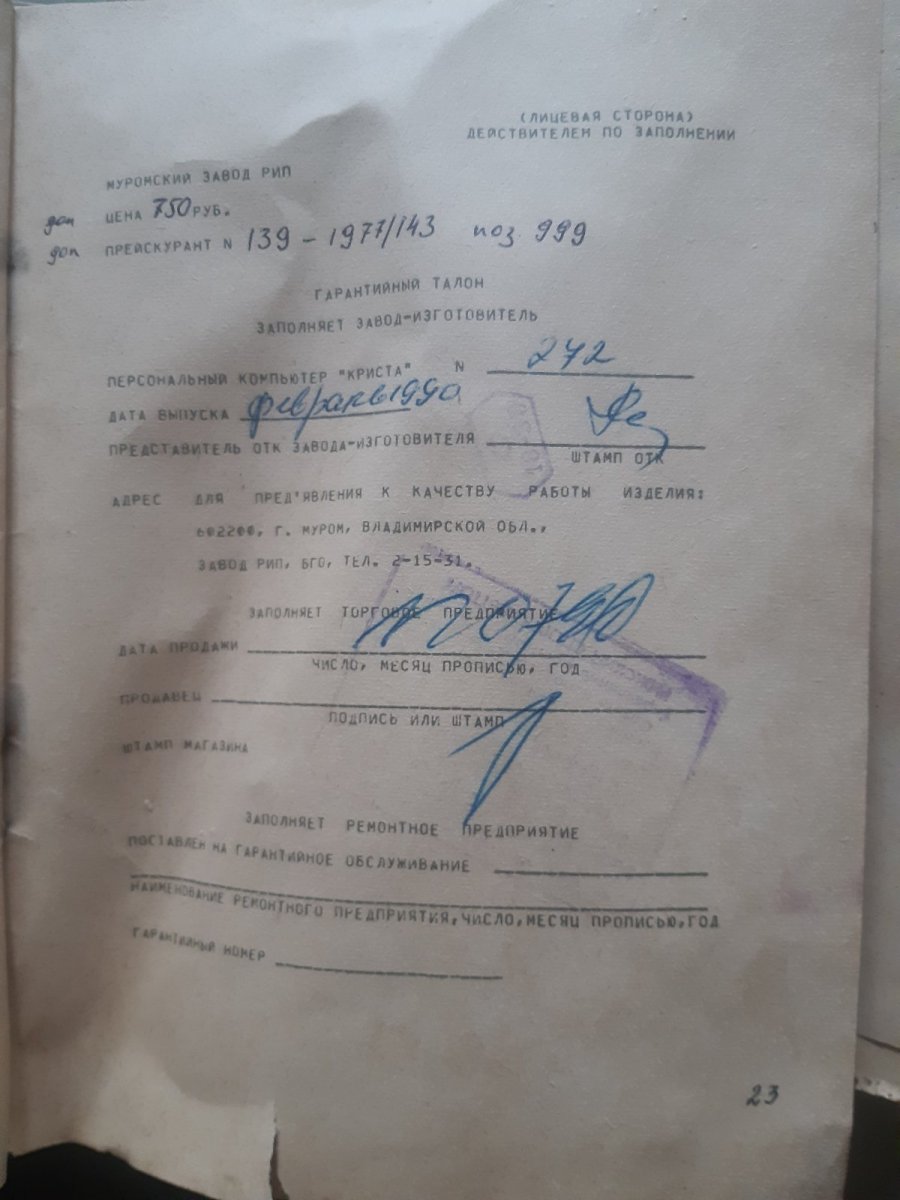 (ЛИЦЕВАЯ СТОРОНА)
ДЕЙСТВИТЕЛЕН ПО ЗАПОЛНЕНИИ
МУРОМСКИЙ ЗАВОД РИП
доп ЦЕНА 750 РУБ.
доп ПРЕЙСКУРАНТ N 139-1977/143 поз 999
ГАРАНТИЙНЫЙ ТАЛОН
ЗАПОЛНЯЕТ ЗАВОД-ИЗГОТОВИТЕЛЬ
ПЕРСОНАЛЬНЫЙ КОМПЬЮТЕР "КРИСТА" N 272
ДАТА ВЫПУСКА февраль 1990
ПРЕДСТАВИТЕЛЬ ОТК ЗАВОДА-ИЗГОТОВИТЕЛЯ
ШТАМП ОТК
АДРЕС ДЛЯ ПРЕД'ЯВЛЕНИЯ К КАЧЕСТВУ РАБОТЫ ИЗДЕЛИЯ:
602200, Г. МУРОМ, ВЛАДИМИРСКОЙ ОБЛ.,
ЗАВОД РИП, БГО, ТЕЛ. 2-15-31.
ЗАПОЛНЯЕТ ТОРГОВОЕ ПРЕДПРИЯТИЕ
ДАТА ПРОДАЖИ
ЧИСЛО, МЕСЯЦ ПРОПИСЬЮ, ГОД
ПРОДАВЕЦ
ПОДПИСЬ ИЛИ ШТАМП
ШТАМП МАГАЗИНА
ЗАПОЛНЯЕТ РЕМОНТНОЕ ПРЕДПРИЯТИЕ
ПОСТАВЛЕН НА ГАРАНТИЙНОЕ ОБСЛУЖИВАНИЕ
НАИМЕНОВАНИЕ РЕМОНТНОГО ПРЕДПРИЯТИЯ, ЧИСЛО, МЕСЯЦ ПРОПИСЬЮ, ГОД
ГАРАНТИЙНЫЙ НОМЕР
23